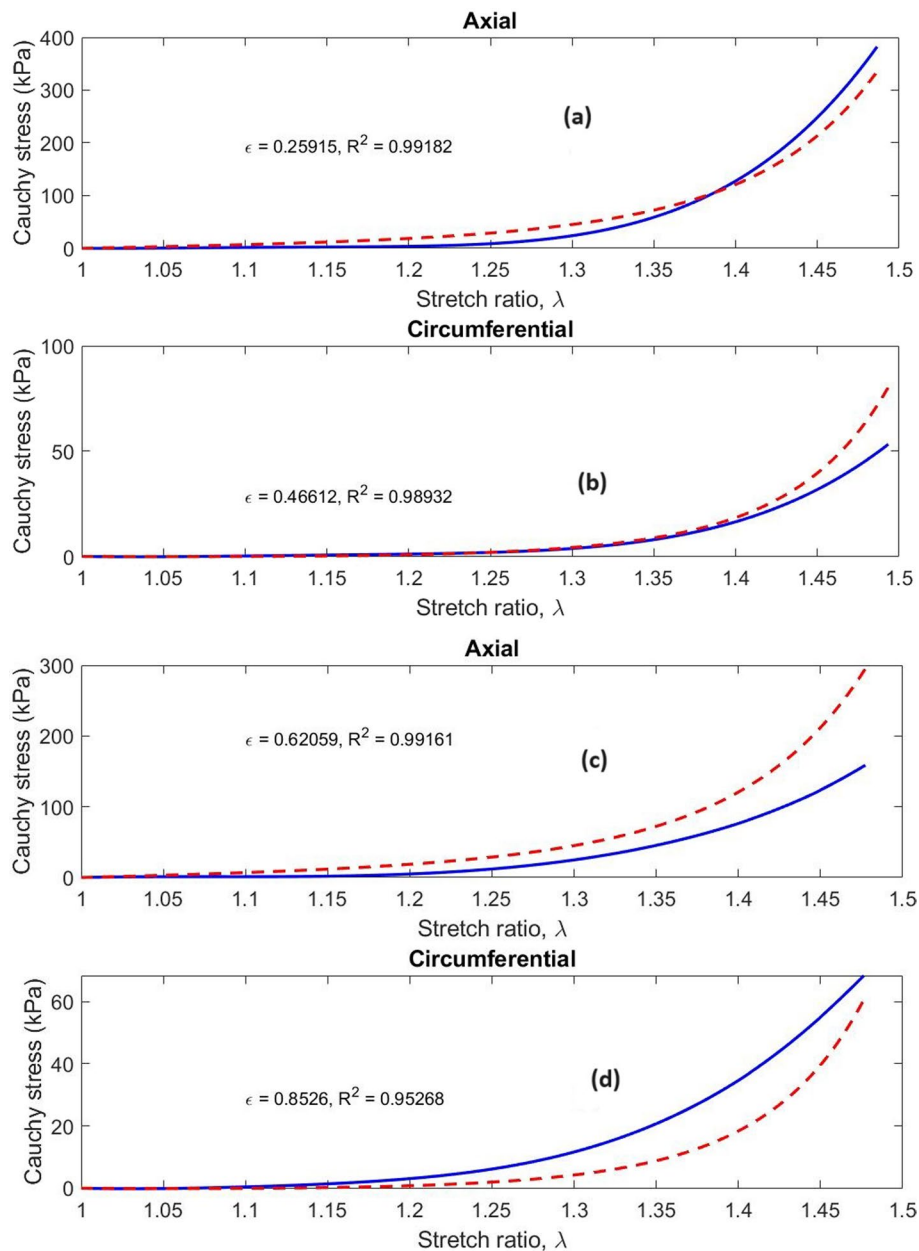 Axial
400
300
200
100
0
Cauchy stress (kPa)
(a)
ϵ = 0.25915, R² = 0.99182
1 1.05 1.1 1.15 1.2 1.25 1.3 1.35 1.4 1.45 1.5
Stretch ratio, λ
Circumferential
100
50
0
Cauchy stress (kPa)
(b)
ϵ = 0.46612, R² = 0.98932
1 1.05 1.1 1.15 1.2 1.25 1.3 1.35 1.4 1.45 1.5
Stretch ratio, λ
Axial
300
200
100
0
Cauchy stress (kPa)
ϵ = 0.62059, R² = 0.99161
(c)
1 1.05 1.1 1.15 1.2 1.25 1.3 1.35 1.4 1.45 1.5
Stretch ratio, λ
Circumferential
60
40
20
0
Cauchy stress (kPa)
(d)
ϵ = 0.8526, R² = 0.95268
1 1.05 1.1 1.15 1.2 1.25 1.3 1.35 1.4 1.45 1.5
Stretch ratio, λ